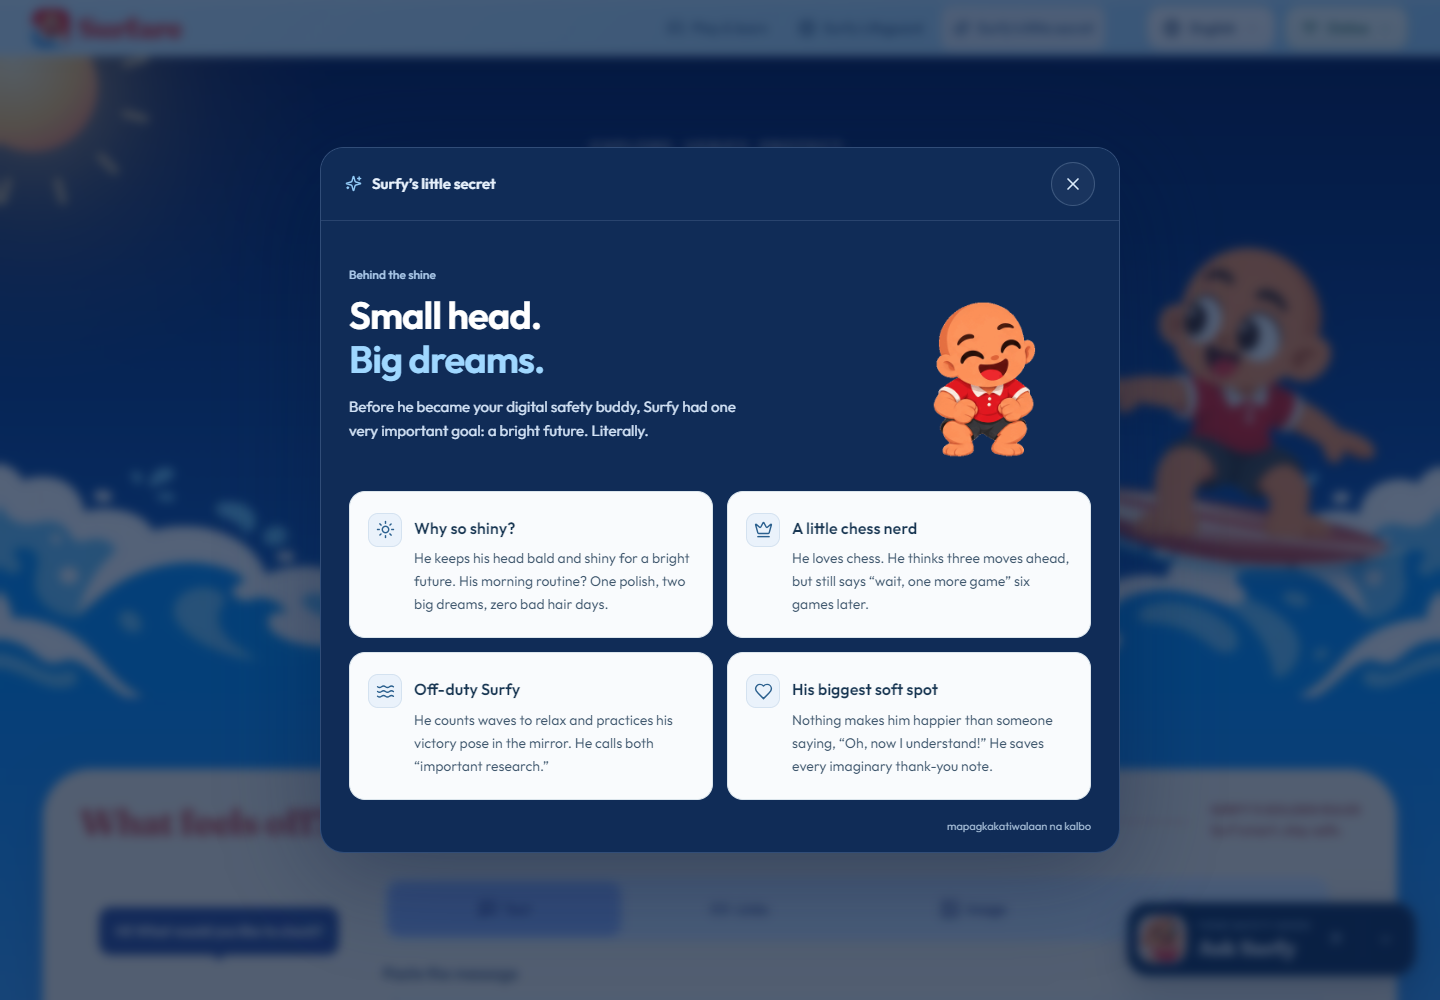 Surfy’s little secret
Behind the shine
Small head.
Big dreams.
Before he became your digital safety buddy, Surfy had one
very important goal: a bright future. Literally.
Why so shiny?
He keeps his head bald and shiny for a bright
future. His morning routine? One polish, two
big dreams, zero bad hair days.
A little chess nerd
He loves chess. He thinks three moves ahead,
but still says “wait, one more game” six
games later.
Off-duty Surfy
He counts waves to relax and practices his
victory pose in the mirror. He calls both
“important research.”
His biggest soft spot
Nothing makes him happier than someone
saying, “Oh, now I understand!” He saves
every imaginary thank-you note.
mapagkakatiwalaan na kalbo
What feels off?
Ask Surfy